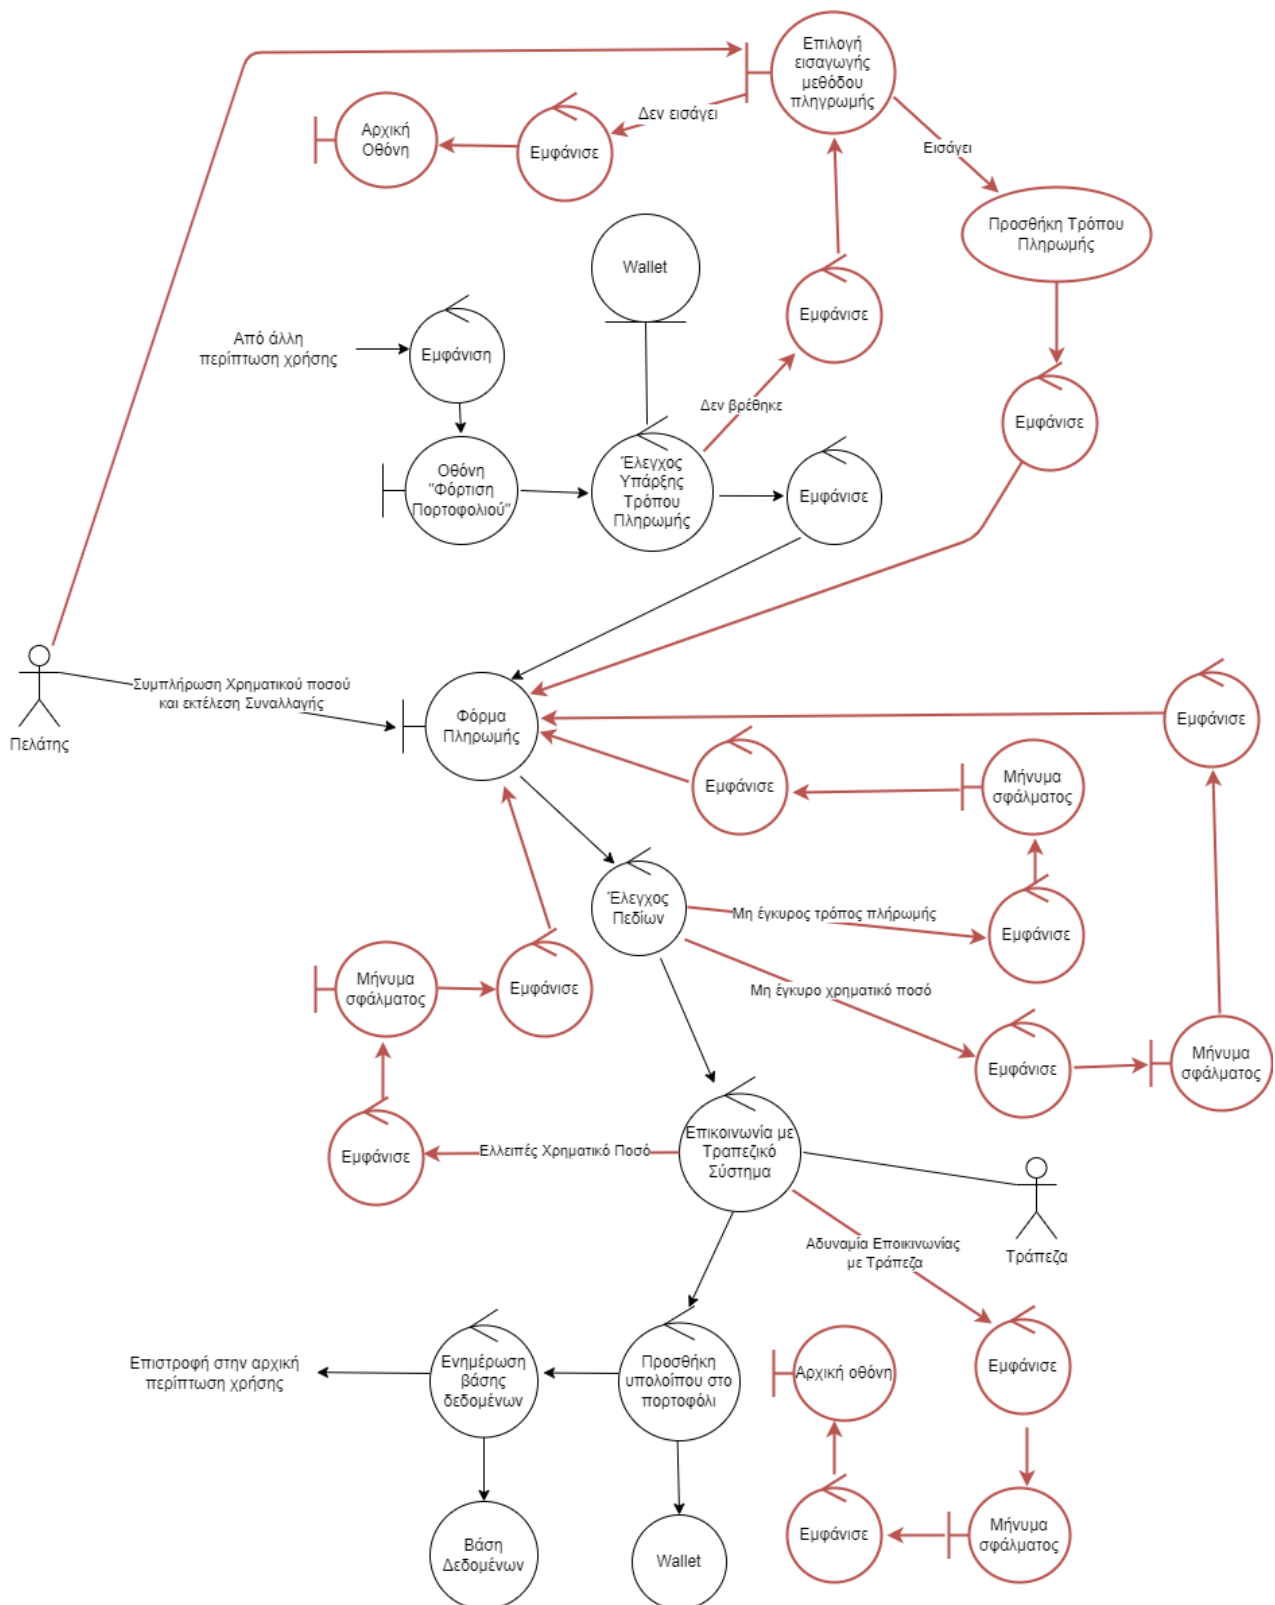 Επιλογή
εισαγωγής
μεθόδου
πληγρωμής
Δεν εισάγει
Αρχική
Οθόνη
Εμφάνισε
Εισάγει
Προσθήκη Τρόπου
Πληρωμής
Wallet
Εμφάνισε
Από άλλη
περίπτωση χρήσης
Εμφάνιση
Δεν βρέθηκε
Εμφάνισε
Οθόνη
"Φόρτιση
Πορτοφολιού"
Έλεγχος
Υπάρξης
Τρόπου
Πληρωμής
Εμφάνισε
Συμπλήρωση Χρηματικού ποσού
και εκτέλεση Συναλλαγής
Πελάτης
Φόρμα
Πληρωμής
Εμφάνισε
Εμφάνισε
Μήνυμα
σφάλματος
Έλεγχος
Πεδίων
Μη έγκυρος τρόπος πλήρωμής
Εμφάνισε
Μήνυμα
σφάλματος
Εμφάνισε
Μη έγκυρο χρηματικό ποσό
Εμφάνισε
Μήνυμα
σφάλματος
Εμφάνισε
Ελλειπές Χρηματικό Ποσό
Επικοινωνία με
Τραπεζικό
Σύστημα
Τράπεζα
Αδυναμία Εποικινωνίας
με Τράπεζα
Επιστροφή στην αρχική
περίπτωση χρήσης
Ενημέρωση
βάσης
δεδομένων
Προσθήκη
υπολοίπου στο
πορτοφόλι
Αρχική οθόνη
Εμφάνισε
Βάση
Δεδομένων
Wallet
Εμφάνισε
Μήνυμα
σφάλματος